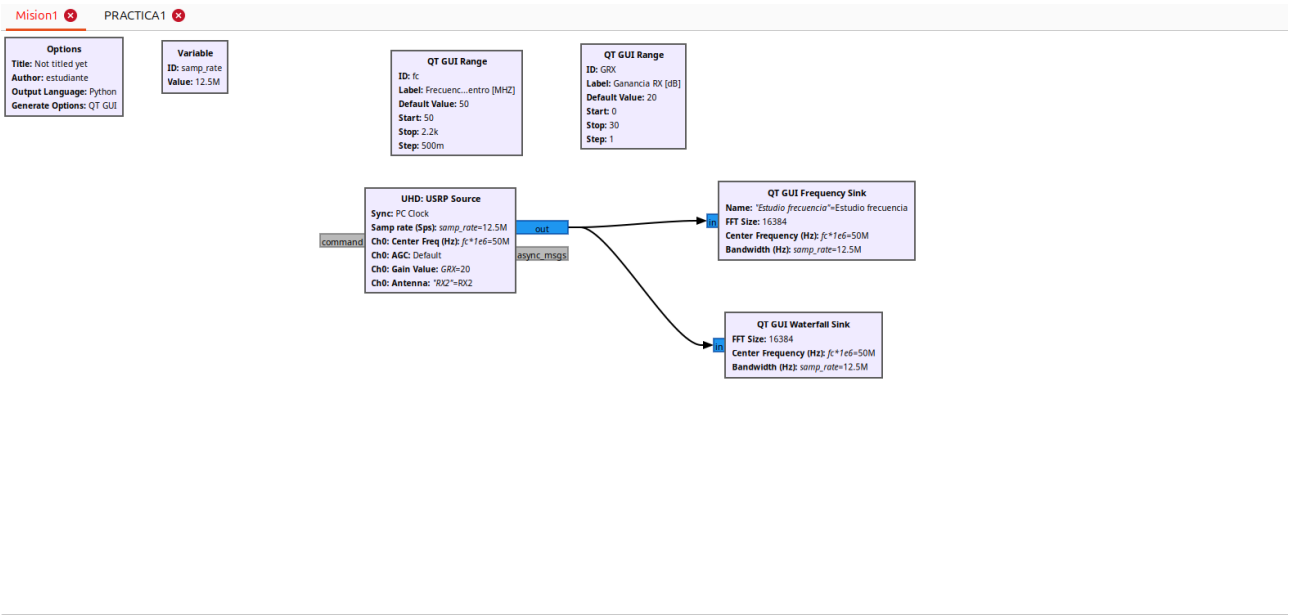 Mision1
PRACTICA1
Options
Title: Not titled yet
Author: estudiante
Output Language: Python
Generate Options: QT GUI
Variable
ID: samp_rate
Value: 12.5M
QT GUI Range
ID: fc
Label: Frecuenc...entro [MHZ]
Default Value: 50
Start: 50
Stop: 2.2k
Step: 500m
QT GUI Range
ID: GRX
Label: Ganancia RX [dB]
Default Value: 20
Start: 0
Stop: 30
Step: 1
command
UHD: USRP Source
Sync: PC Clock
Samp rate (Sps): samp_rate=12.5M
Ch0: Center Freq (Hz): fc*1e6=50M
Ch0: AGC: Default
Ch0: Gain Value: GRX=20
Ch0: Antenna: "RX2"=RX2
out
async_msgs
in
QT GUI Frequency Sink
Name: "Estudio frecuencia"=Estudio frecuencia
FFT Size: 16384
Center Frequency (Hz): fc*1e6=50M
Bandwidth (Hz): samp_rate=12.5M
in
QT GUI Waterfall Sink
FFT Size: 16384
Center Frequency (Hz): fc*1e6=50M
Bandwidth (Hz): samp_rate=12.5M